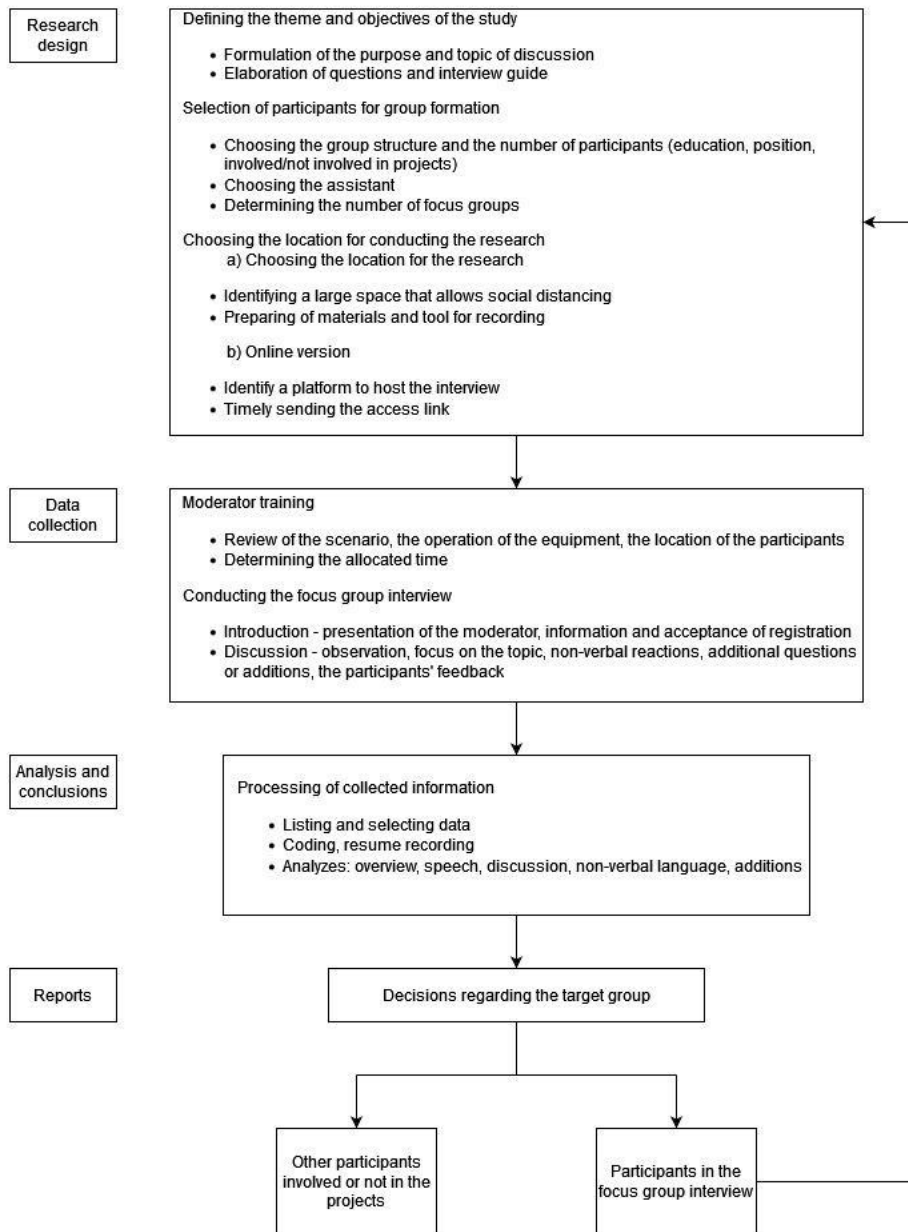 Research
design
Defining the theme and objectives of the study
• Formulation of the purpose and topic of discussion
• Elaboration of questions and interview guide
Selection of participants for group formation
• Choosing the group structure and the number of participants (education, position,
involved/not involved in projects)
• Choosing the assistant
• Determining the number of focus groups
Choosing the location for conducting the research
a) Choosing the location for the research
• Identifying a large space that allows social distancing
• Preparing of materials and tool for recording
b) Online version
• Identify a platform to host the interview
• Timely sending the access link
Data
collection
Moderator training
• Review of the scenario, the operation of the equipment, the location of the participants
• Determining the allocated time
Conducting the focus group interview
• Introduction - presentation of the moderator, information and acceptance of registration
• Discussion - observation, focus on the topic, non-verbal reactions, additional questions
or additions, the participants' feedback
Analysis and
conclusions
Processing of collected information
• Listing and selecting data
• Coding, resume recording
• Analyzes: overview, speech, discussion, non-verbal language, additions
Reports
Decisions regarding the target group
Other participants
involved or not in the
projects
Participants in the
focus group interview